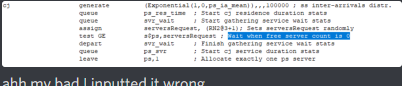 cj generate (Exponential(1,0,ps_ia_mean)),,,100000 ; ss inter-arrivals distr.
queue ps_res_time ; Start cj residence duration stats
queue svr_wait ; Start gathering service wait stats
assign serversRequest, (RN2@3+1); Sets serversRequest randomly
test GE s$ps,serversRequest ; Wait when free server count is 0
depart svr_wait ; Finish gathering service wait stats
queue ps_svr ; Start cj service duration stats
leave ps,1 ; Allocate exactly one ps server
ahh my bad I inputted it wrong